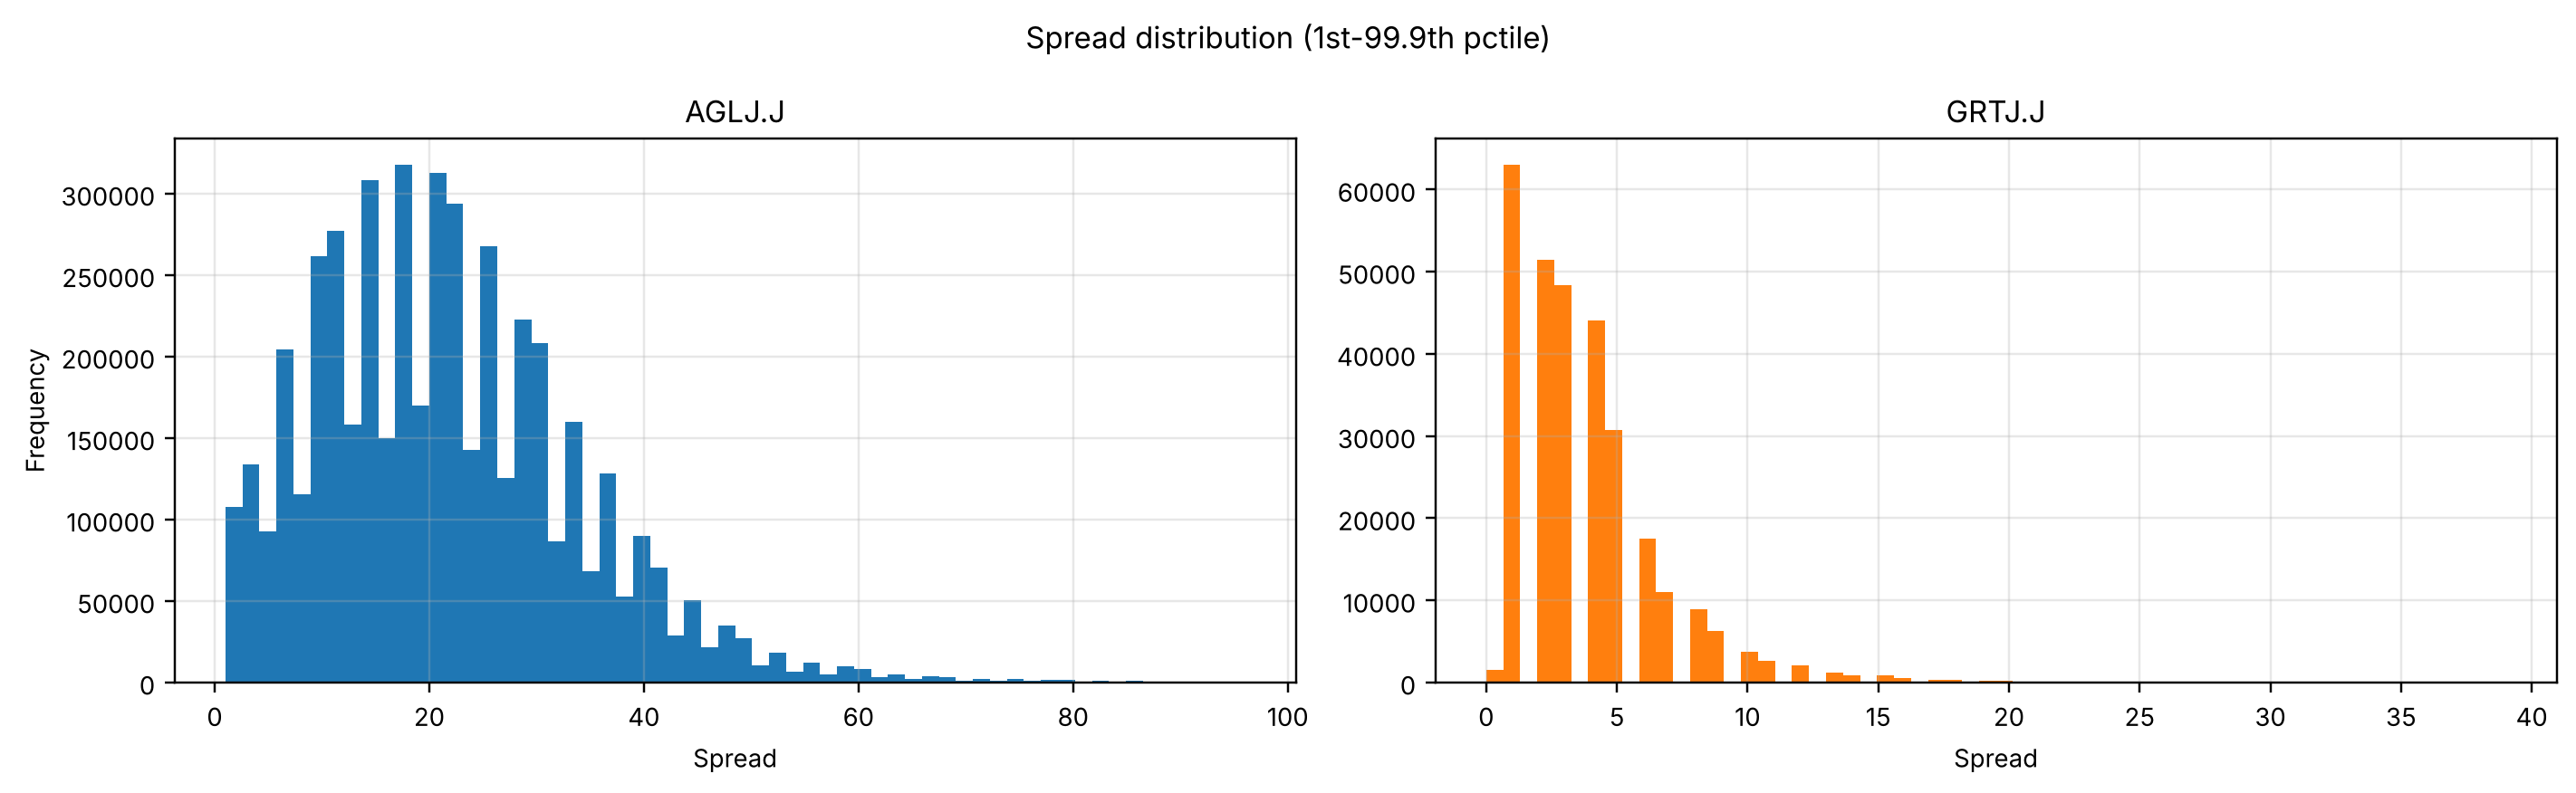 Spread distribution (1st-99.9th pctile)
AGLJ.J
Frequency
300000
250000
200000
150000
100000
50000
0
0 20 40 60 80 100
Spread
GRTJ.J
60000
50000
40000
30000
20000
10000
0
0 5 10 15 20 25 30 35 40
Spread